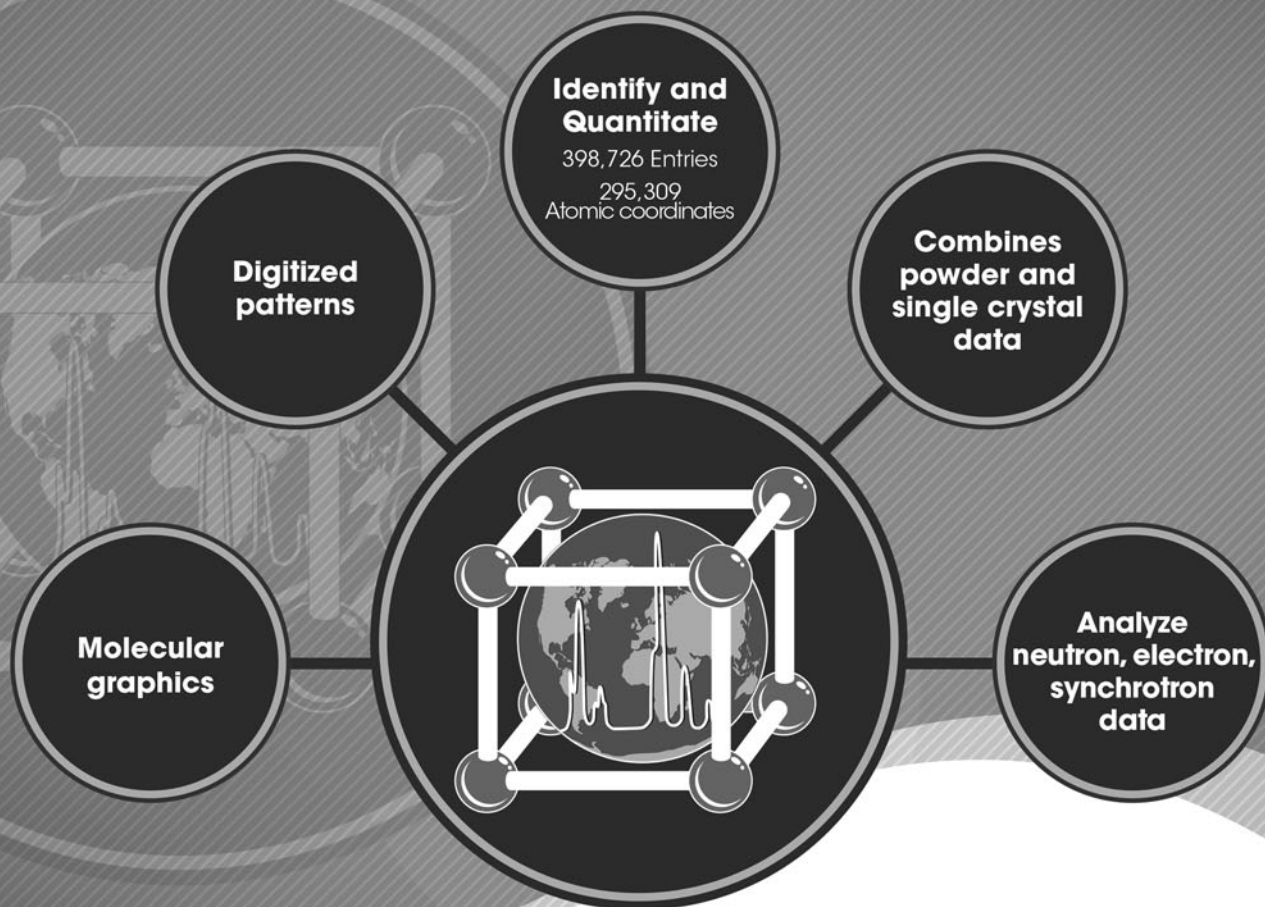 Identify and
Quantitate
398,726 Entries
295,309
Atomic coordinates
Digitized
patterns
Combines
powder and
single crystal
data
Molecular
graphics
Analyze
neutron, electron,
synchrotron
data